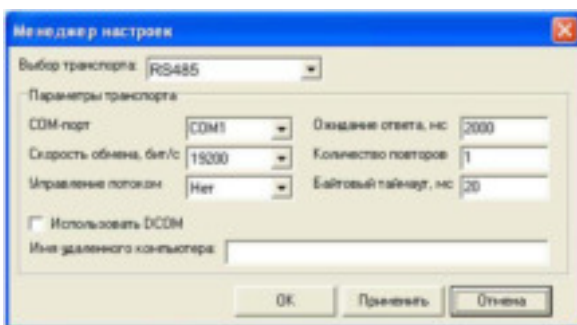 Менеджер настроек
Выбор транспорта: RS485
Параметры транспорта
COM-порт COM1 Ожидание ответа, мс 2000
Скорость обмена, бит/с 19200 Количество повторов 1
Управление потоком Нет Байтовый таймаут, мс 20
Использовать DCOM
Имя удаленного компьютера:
ОК Применить Отмена